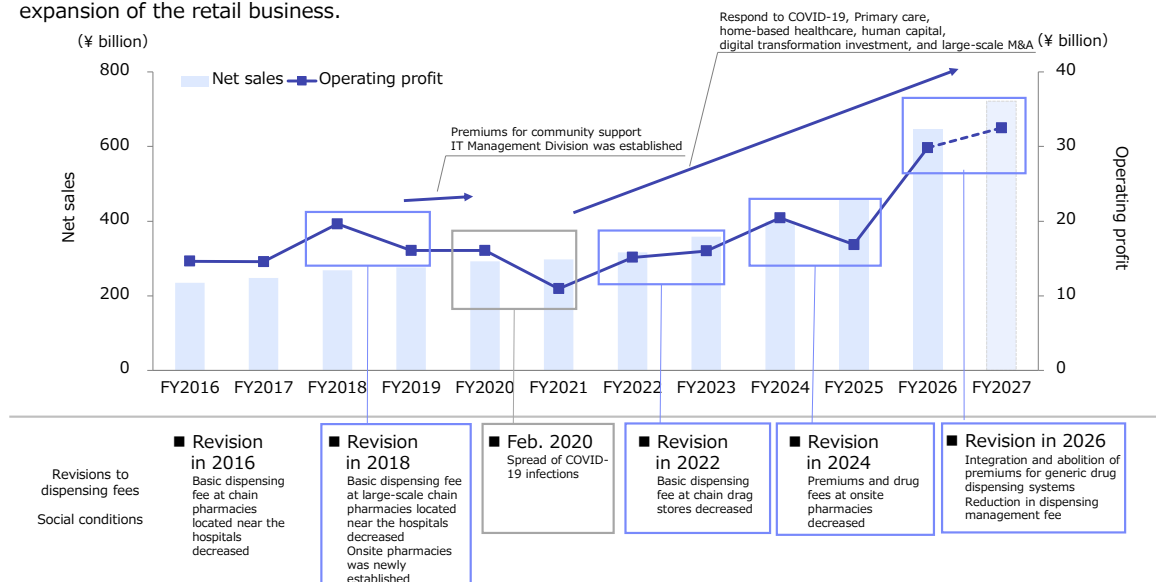 expansion of the retail business.
Respond to COVID-19, Primary care,
home-based healthcare, human capital,
digital transformation investment, and large-scale M&A
(¥ billion)
(¥ billion)
Net sales
Operating profit
Premiums for community support
IT Management Division was established
800
600
400
200
0
Net sales
40
30
20
10
0
Operating profit
FY2016 FY2017 FY2018 FY2019 FY2020 FY2021 FY2022 FY2023 FY2024 FY2025 FY2026 FY2027
Revisions to
dispensing fees
Social conditions
■ Revision
in 2016
Basic dispensing
fee at chain
pharmacies
located near the
hospitals
decreased
■ Revision
in 2018
Basic dispensing fee
at large-scale chain
pharmacies located
near the hospitals
decreased
Onsite pharmacies
was newly
established
■ Feb. 2020
Spread of COVID-
19 infections
■ Revision
in 2022
Basic dispensing
fee at chain drag
stores decreased
■ Revision
in 2024
Premiums and drug
fees at onsite
pharmacies
decreased
■ Revision in 2026
Integration and abolition of
premiums for generic drug
dispensing systems
Reduction in dispensing
management fee